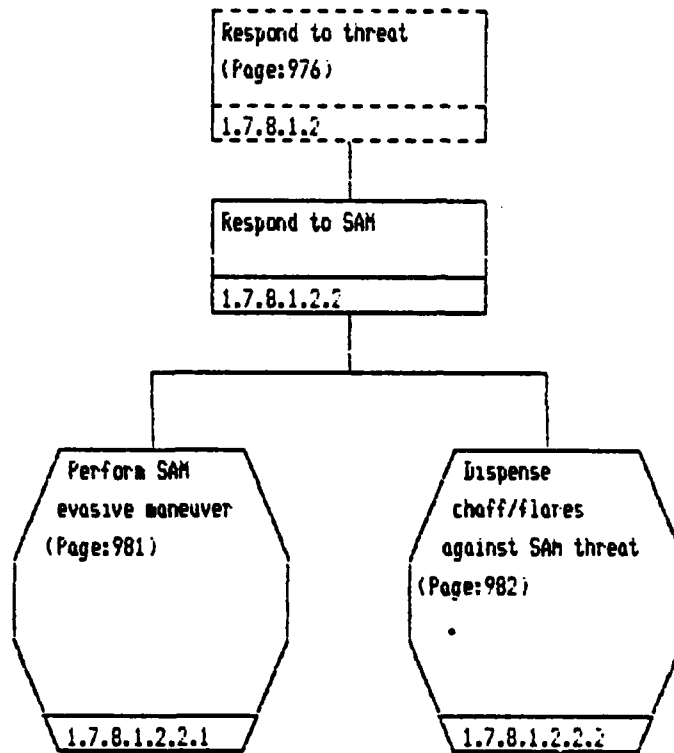 Respond to threat
(Page:976)
1.7.8.1.2
Respond to SAM
1.7.8.1.2.2
Perform SAM
evasive maneuver
(Page:981)
1.7.8.1.2.2.1
Dispense
chaff/flares
against SAM threat
(Page:982)
1.7.8.1.2.2.2